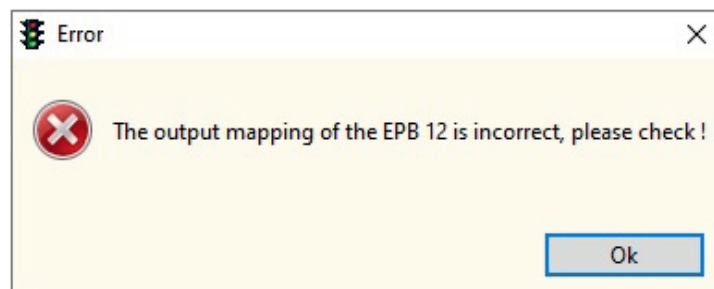 Error
The output mapping of the EPB 12 is incorrect, please check !
Ok